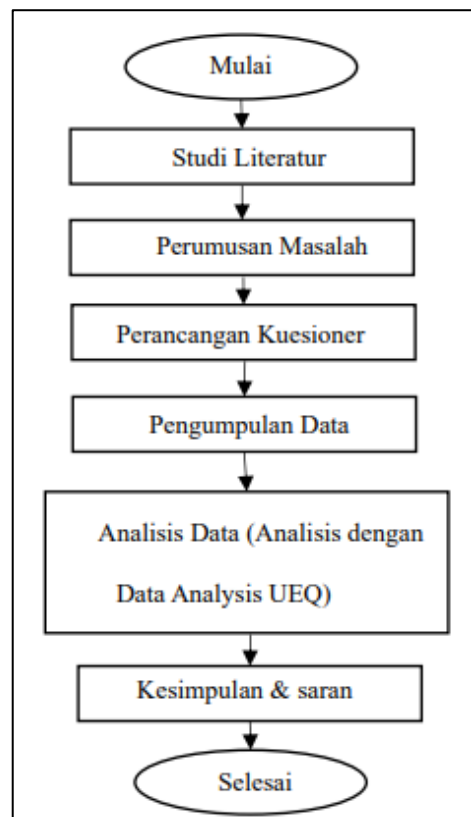 Mulai
Studi Literatur
Perumusan Masalah
Perancangan Kuesioner
Pengumpulan Data
Analisis Data (Analisis dengan
Data Analysis UEQ)
Kesimpulan & saran
Selesai